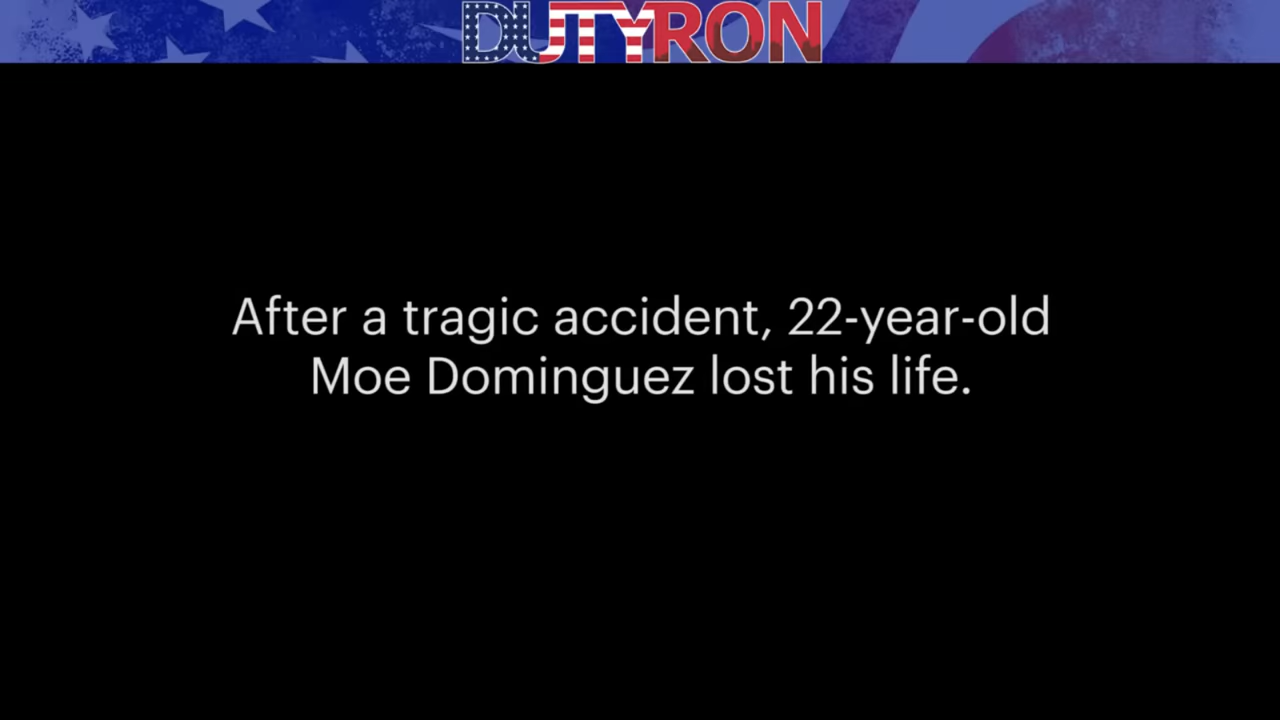 DUTYRON
After a tragic accident, 22-year-old
Moe Dominguez lost his life.